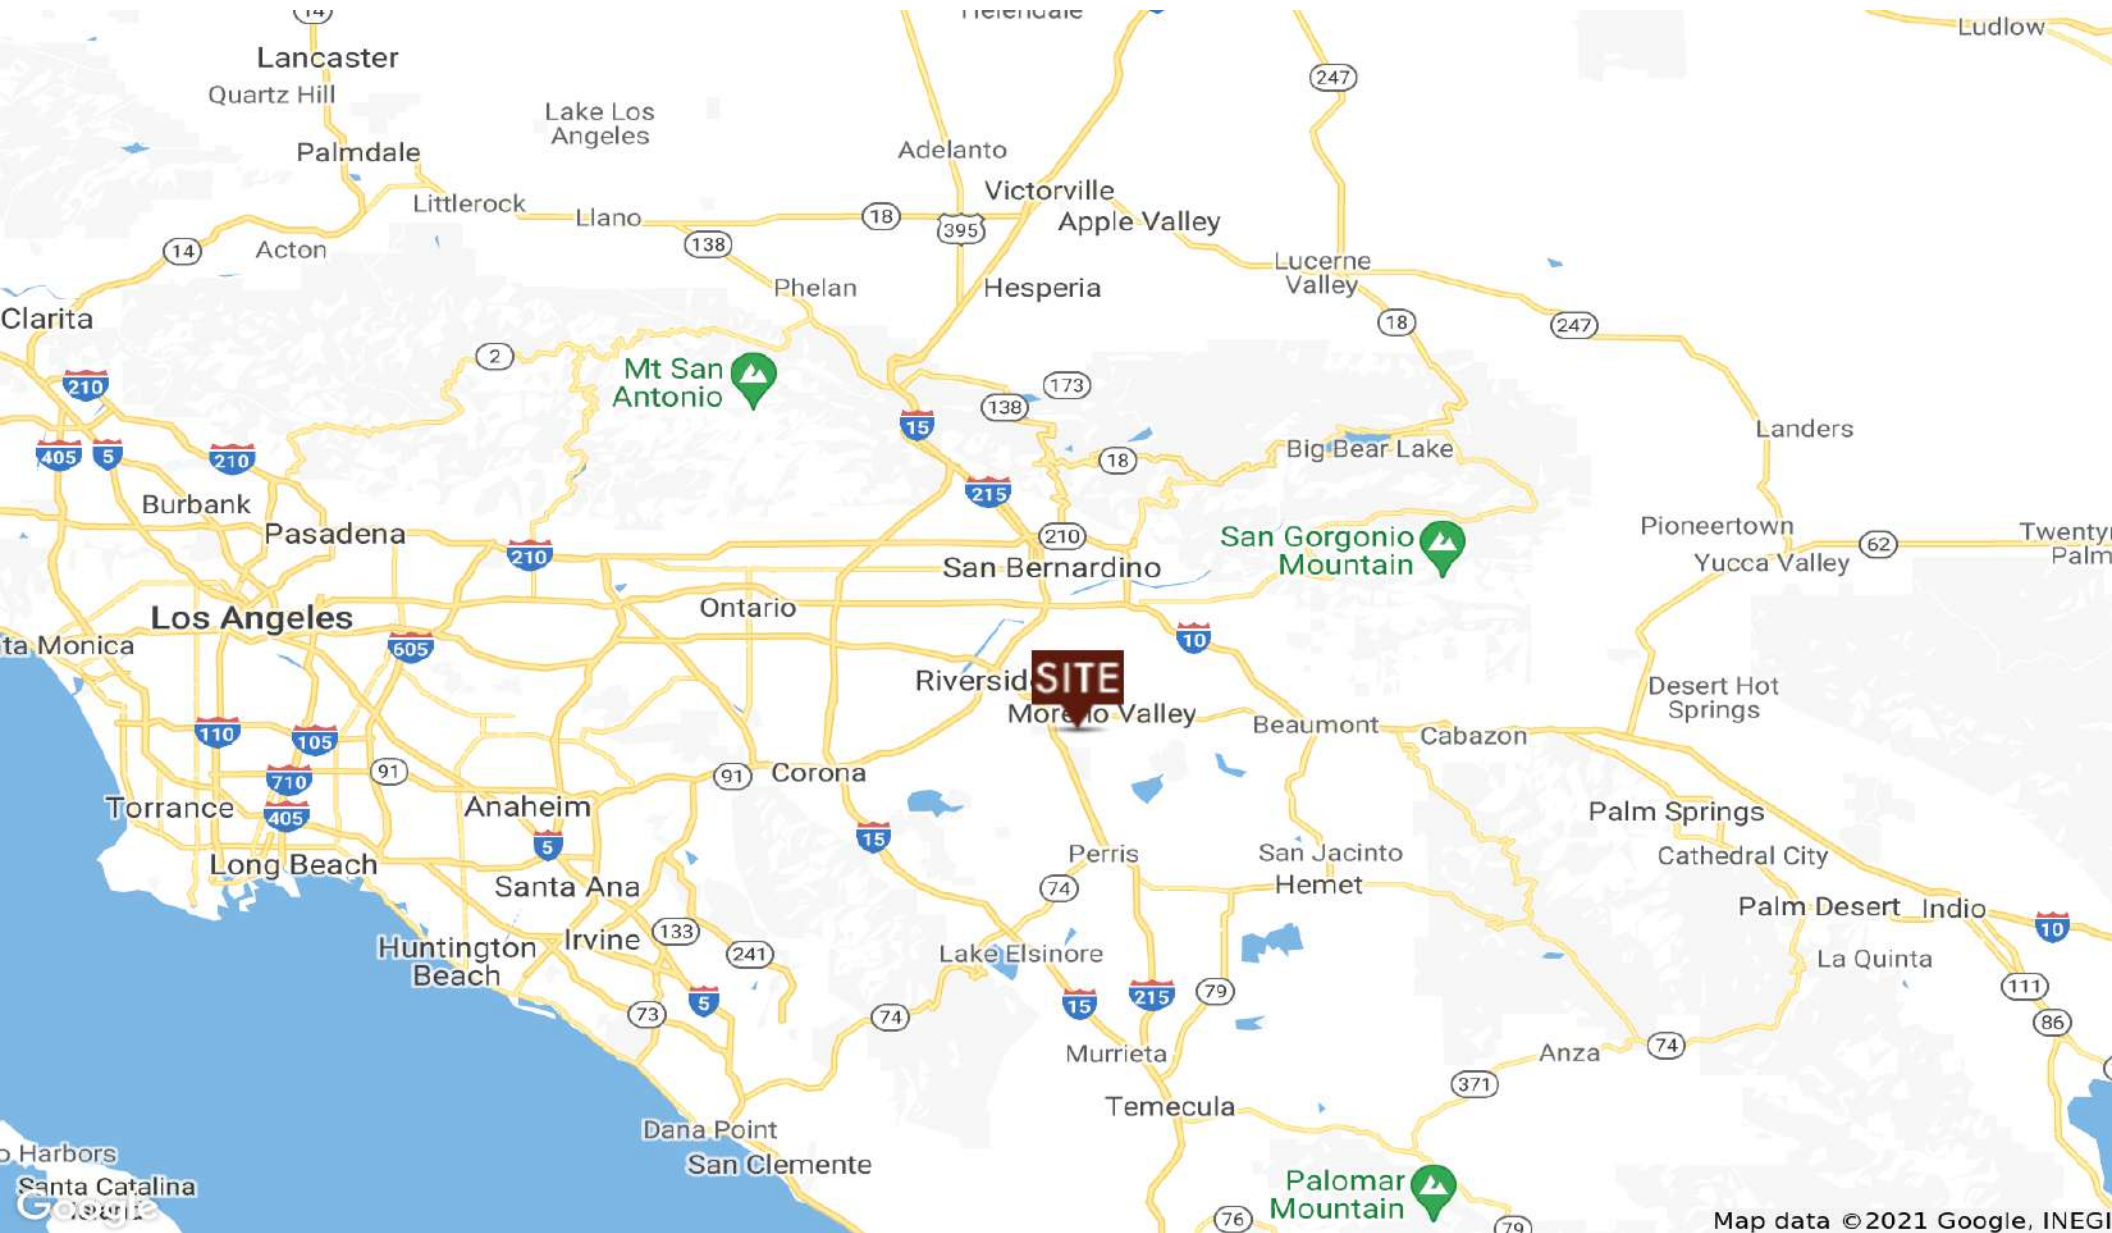 14
Helendale
Ludlow
Lancaster
247
Quartz Hill
Lake Los
Angeles
Palmdale
Adelanto
Victorville
Littlerock
Llano
18
395
Apple Valley
14
Acton
138
Lucerne
Valley
Phelan
Hesperia
Clarita
18
247
2
Mt San
Antonio
210
173
138
15
Landers
405
5
210
18
Big Bear Lake
215
Burbank
Pasadena
210
210
San Gorgonio
Mountain
Pioneertown
62
Twenty
Palm
Yucca Valley
San Bernardino
Los Angeles
Ontario
ta Monica
605
10
Riversid
SITE
Desert Hot
Springs
Moreno Valley
Beaumont
Cabazon
110
105
710
91
91
Corona
Torrance
405
Anaheim
5
15
Palm Springs
Long Beach
Perris
San Jacinto
Cathedral City
Santa Ana
74
Hemet
Palm Desert
Indio
10
Huntington
Beach
Irvine
133
241
Lake Elsinore
La Quinta
5
73
74
15
215
79
111
86
Murrieta
Anza
74
371
Temecula
Dana Point
San Clemente
o Harbors
Santa Catalina
Island
Google
Palomar
Mountain
76
79
Map data ©2021 Google, INEGI